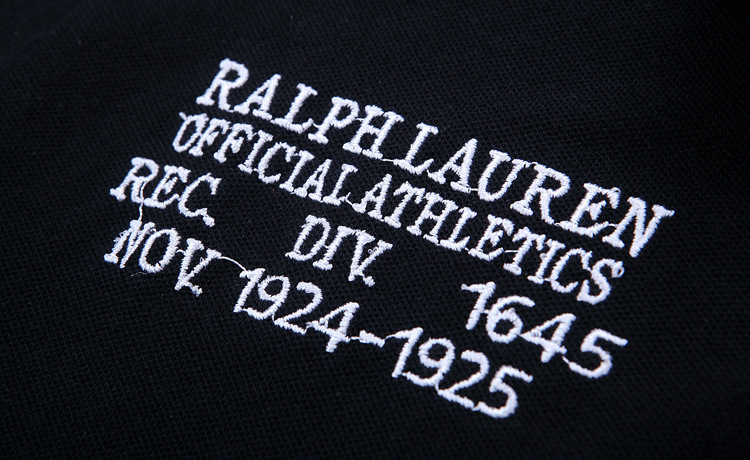 RALPH LAUREN
OFFICIAL ATHLETICS
REC. DIV. 1645
NOV. 1924-1925